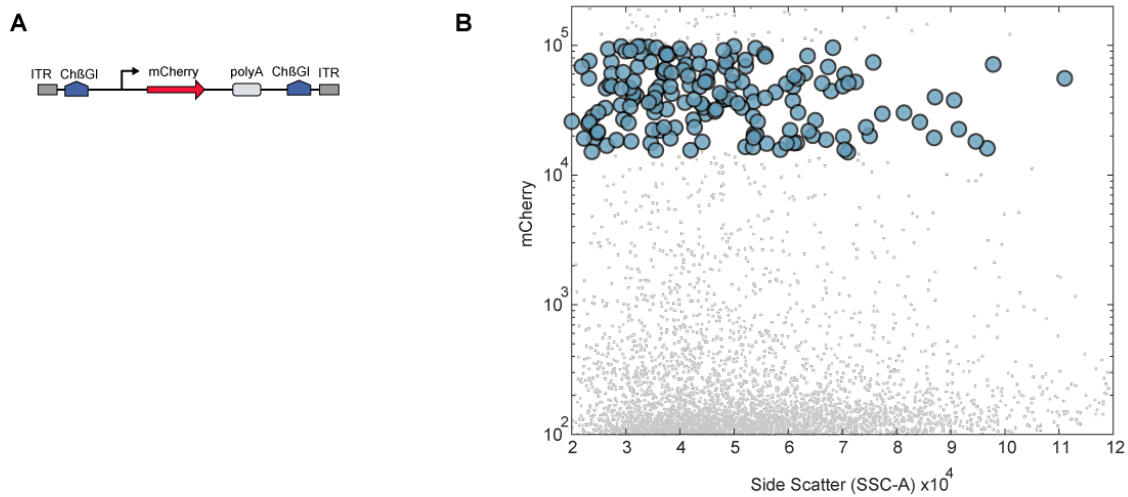 A
ITR ChßGI mCherry polyA ChßGI ITR
B
mCherry
10^5
10^4
10^3
10^2
2 3 4 5 6 7 8 9 10 11 12
Side Scatter (SSC-A) x10^4